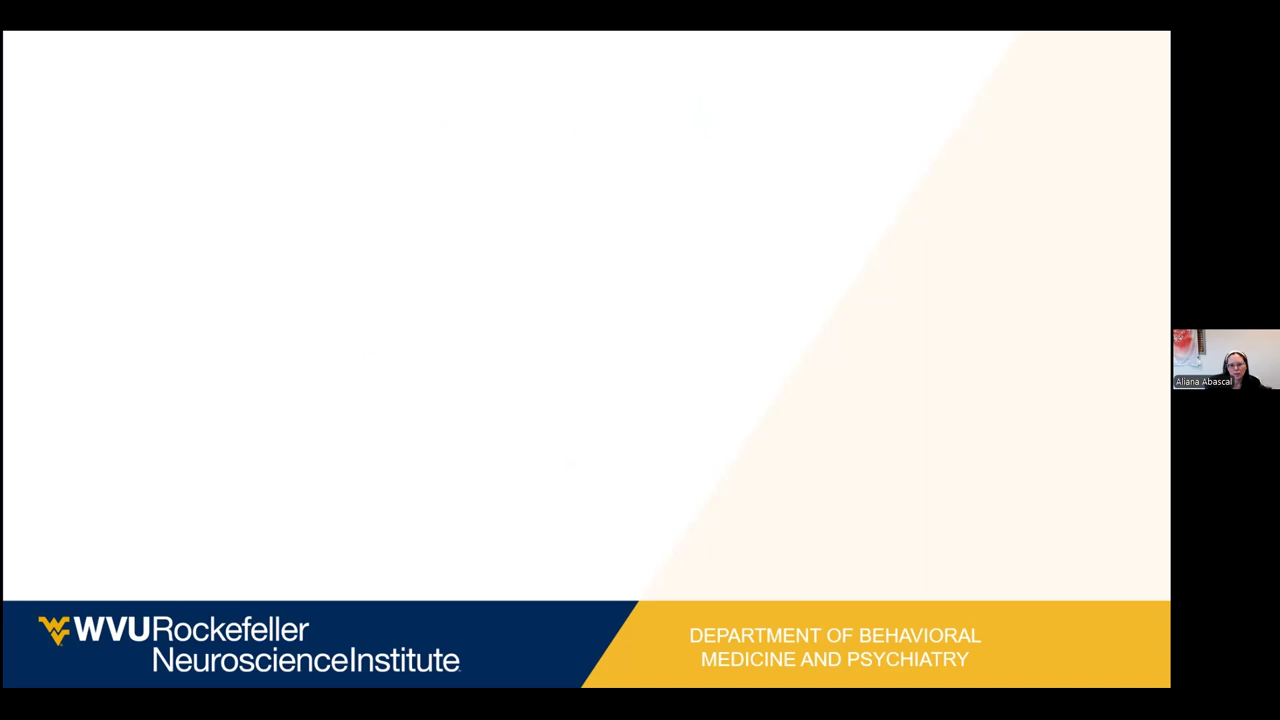 Aliana Abascal
WVURockefeller
NeuroscienceInstitute
DEPARTMENT OF BEHAVIORAL
MEDICINE AND PSYCHIATRY